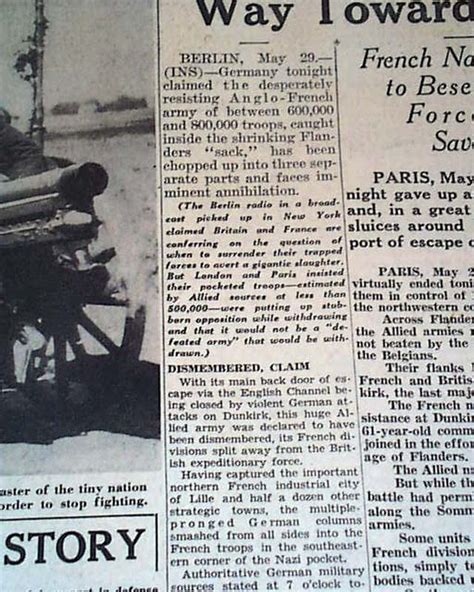 Way Toward
BERLIN, May 29.—
(INS)—Germany tonight
claimed the desperately
resisting Anglo-French
army of between 600,000
and 800,000 troops, caught
inside the shrinking Flan-
ders "sack," has been
chopped up into three sep-
arate parts and faces im-
minent annihilation.
(The Berlin radio in a broad-
cast picked up in New York
claimed Britain and France are
conferring on the question of
when to surrender their trapped
forces to avert a gigantic slaughter.
But London and Paris insisted
their pocketed troops—estimated
by Allied sources at less than
500,000—were putting up stub-
born opposition while withdrawing
and that it would not be a "de-
feated army" that would be with-
drawn.)
DISMEMBERED, CLAIM
With its main back door of es-
cape via the English Channel be-
ing closed by violent German at-
tacks on Dunkirk, this huge Al-
lied army was declared to have
been dismembered, its French di-
visions split away from the Brit-
ish expeditionary force.
Having captured the important
northern French industrial city
of Lille and half a dozen other
strategic towns, the multiple-
pronged German columns
smashed from all sides into the
French troops in the southeast-
ern corner of the Nazi pocket.
Authoritative German military
sources stated at 7 o'clock to-
French Na
to Bese
Force
Save
PARIS, May
night gave up a
and, in a great
sluices around
port of escape
PARIS, May 2
virtually ended toni
them in control of
the northwestern co
Across Flander
the Allied armies
not beaten by the
the Belgians.
Their flanks
French and British
kirk, the last maj
The French
sistance at Dunkir
61-year-old comm
joined in the effort
age of Flanders.
The Allied
But while the
battle had permit
along the Somm
armies.
Some units
French division
tions, simply te
bodies backed
Southeast
aster of the tiny nation
order to stop fighting.
STORY
in defense